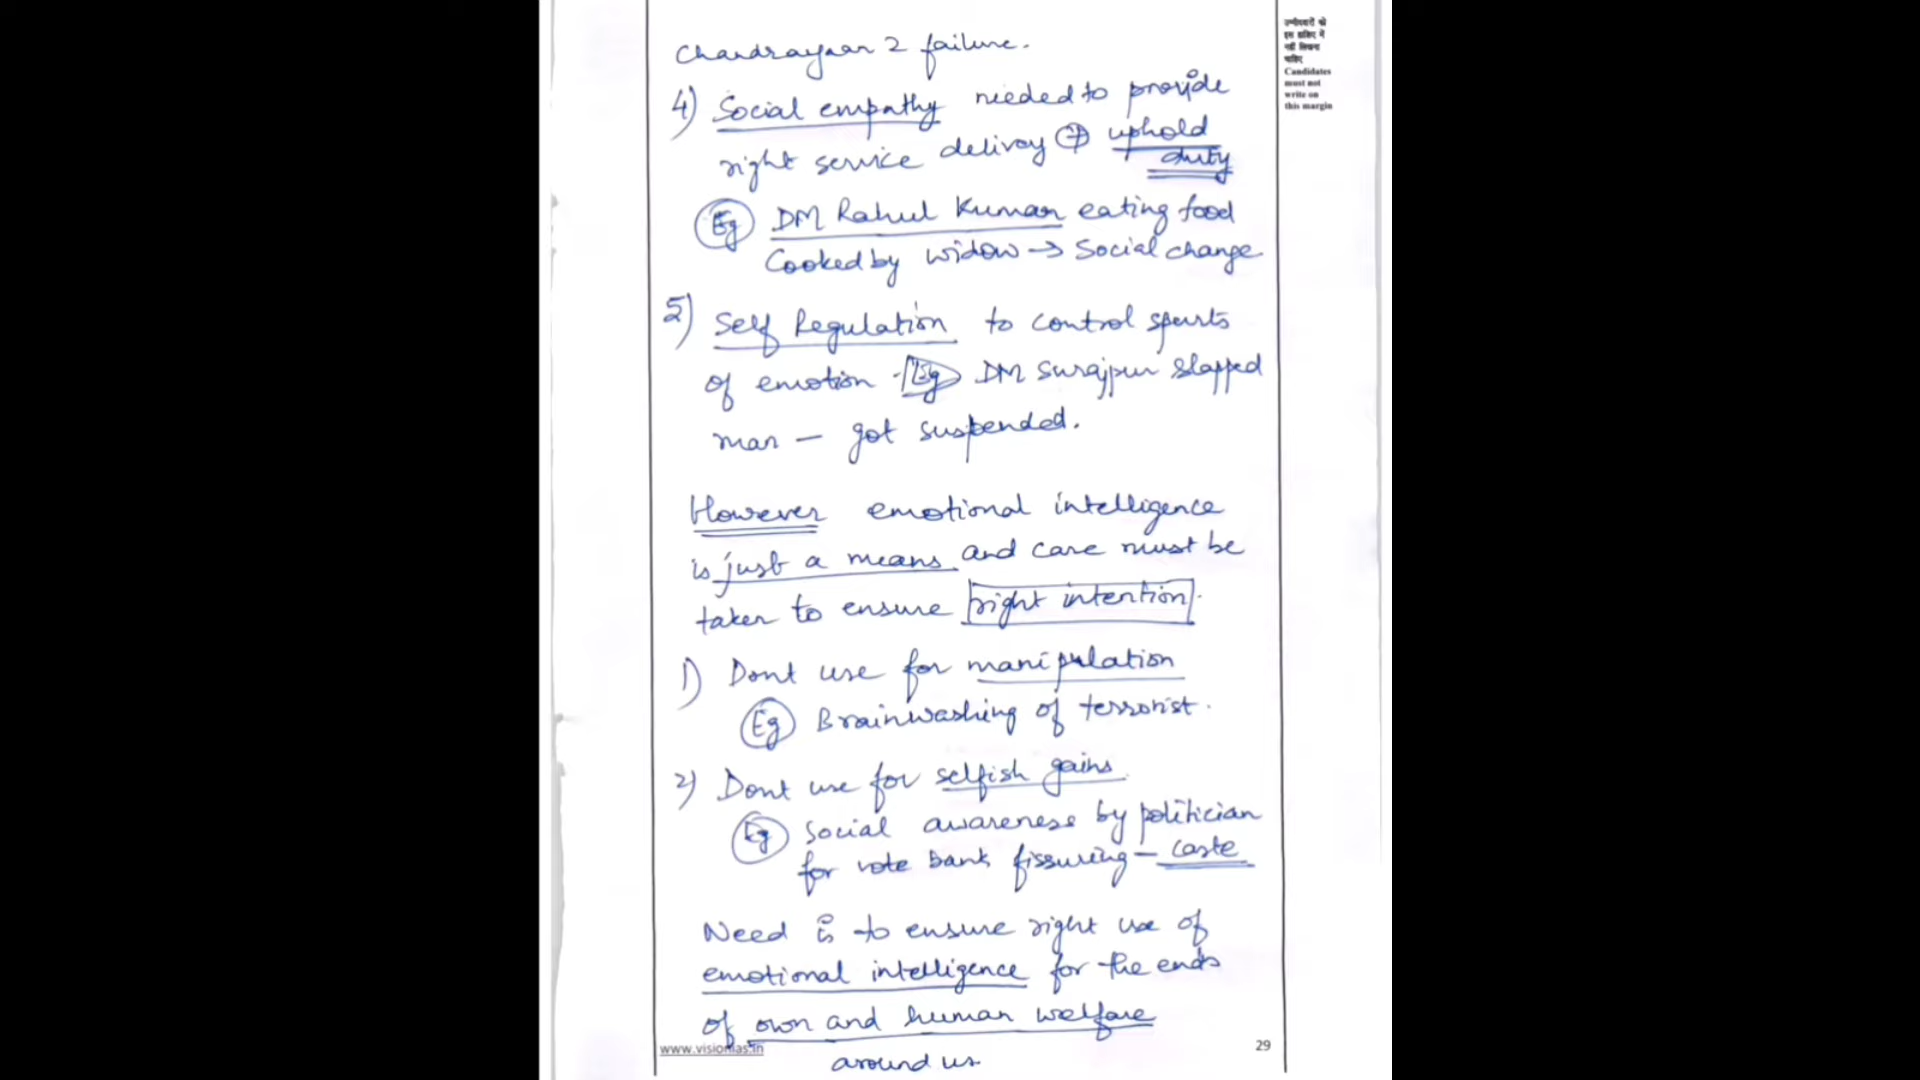 Chandrayaan 2 failure.
4) Social empathy needed to provide
right service delivery + uphold
duty
Eg DM Rahul Kumar eating food
Cooked by widow → Social change
5) Self Regulation to control spurts
of emotion. Eg DM Surajpur slapped
man — got suspended.
However emotional intelligence
is just a means and care must be
taken to ensure right intention.
1) Dont use for manipulation
Eg Brainwashing of terrorist.
2) Dont use for selfish gains.
Eg Social awareness by politician
for vote bank fissuring — caste
Need is to ensure right use of
emotional intelligence for the ends
of own and human welfare
around us.
www.visionias.in
29
उम्मीदवारों को
इस हाशिए में
नहीं लिखना
चाहिए
Candidates
must not
write on
this margin